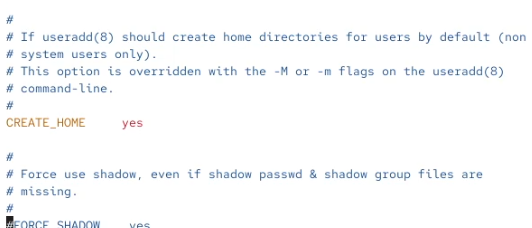 #
# If useradd(8) should create home directories for users by default (non
# system users only).
# This option is overridden with the -M or -m flags on the useradd(8)
# command-line.
#
CREATE_HOME     yes

#
# Force use shadow, even if shadow passwd & shadow group files are
# missing.
#
#FORCE_SHADOW    yes